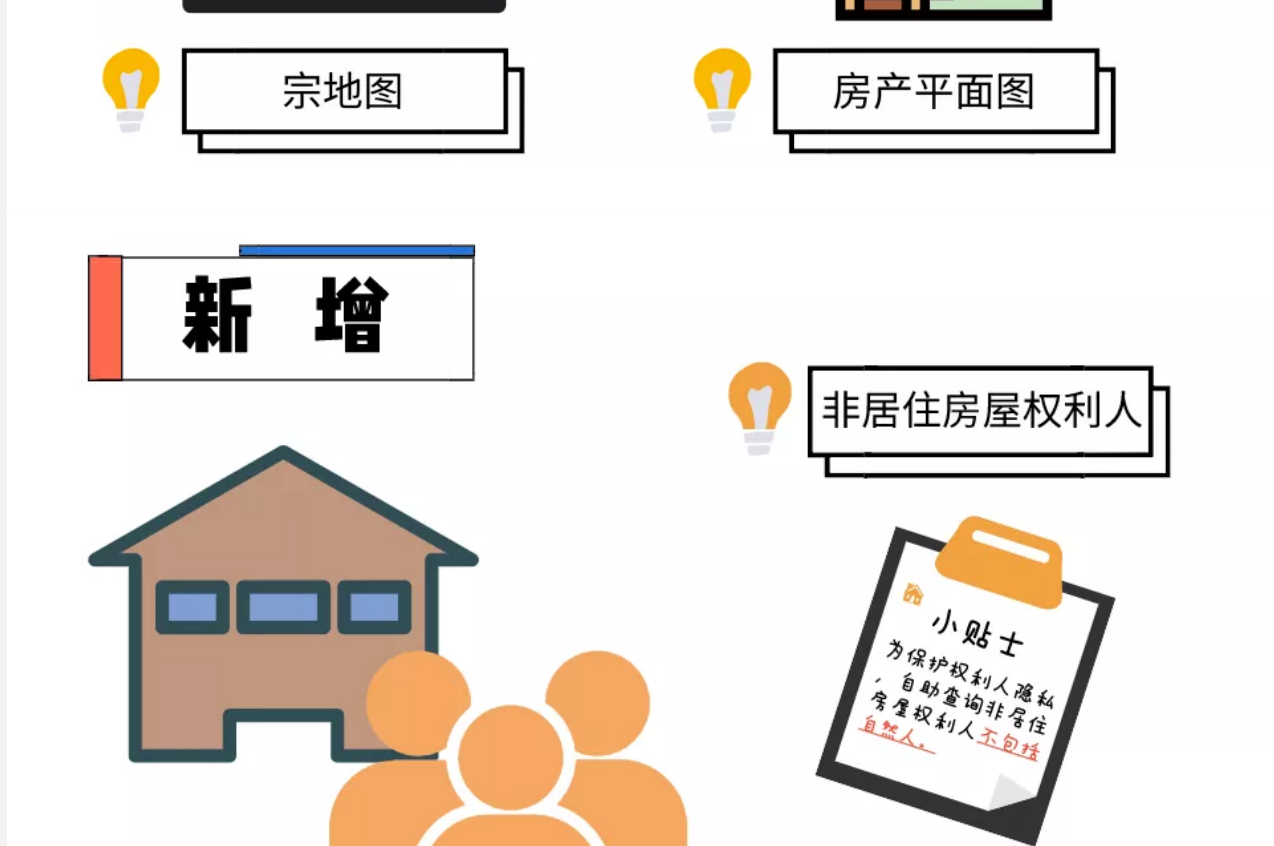 宗地图
房产平面图
新 增
非居住房屋权利人
小贴士
为保护权利人隐私
，自助查询非居住
房屋权利人不包括
自然人。